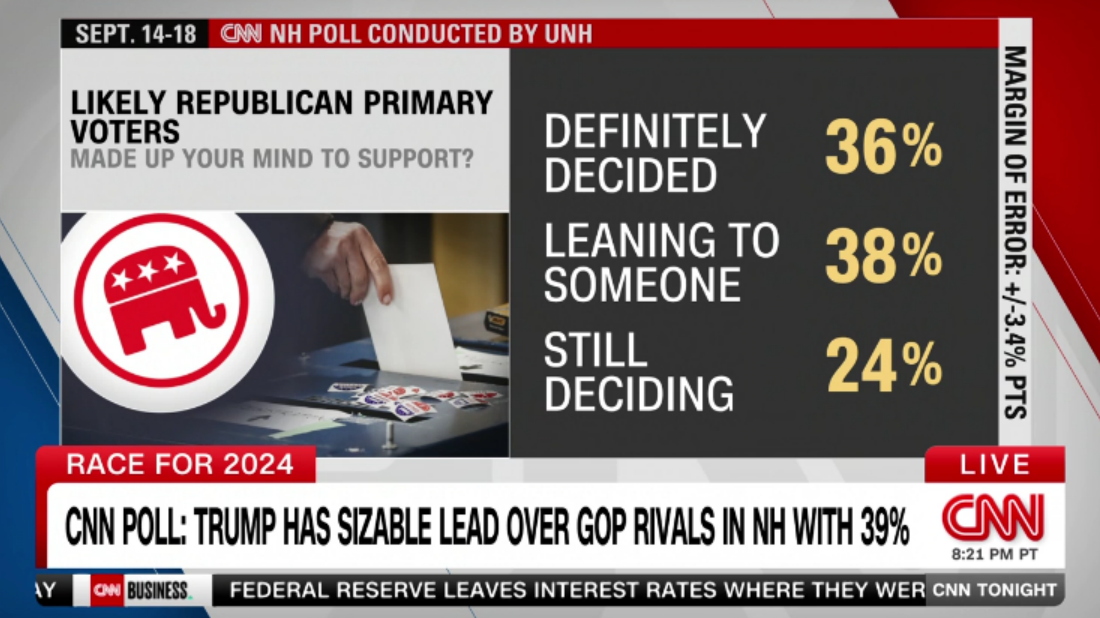 SEPT. 14-18 CNN NH POLL CONDUCTED BY UNH
LIKELY REPUBLICAN PRIMARY
VOTERS
MADE UP YOUR MIND TO SUPPORT?
DEFINITELY
DECIDED
36%
LEANING TO
SOMEONE
38%
STILL
DECIDING
24%
MARGIN OF ERROR: +/-3.4% PTS
RACE FOR 2024
LIVE
CNN POLL: TRUMP HAS SIZABLE LEAD OVER GOP RIVALS IN NH WITH 39%
CNN
8:21 PM PT
AY CNN BUSINESS FEDERAL RESERVE LEAVES INTEREST RATES WHERE THEY WER CNN TONIGHT